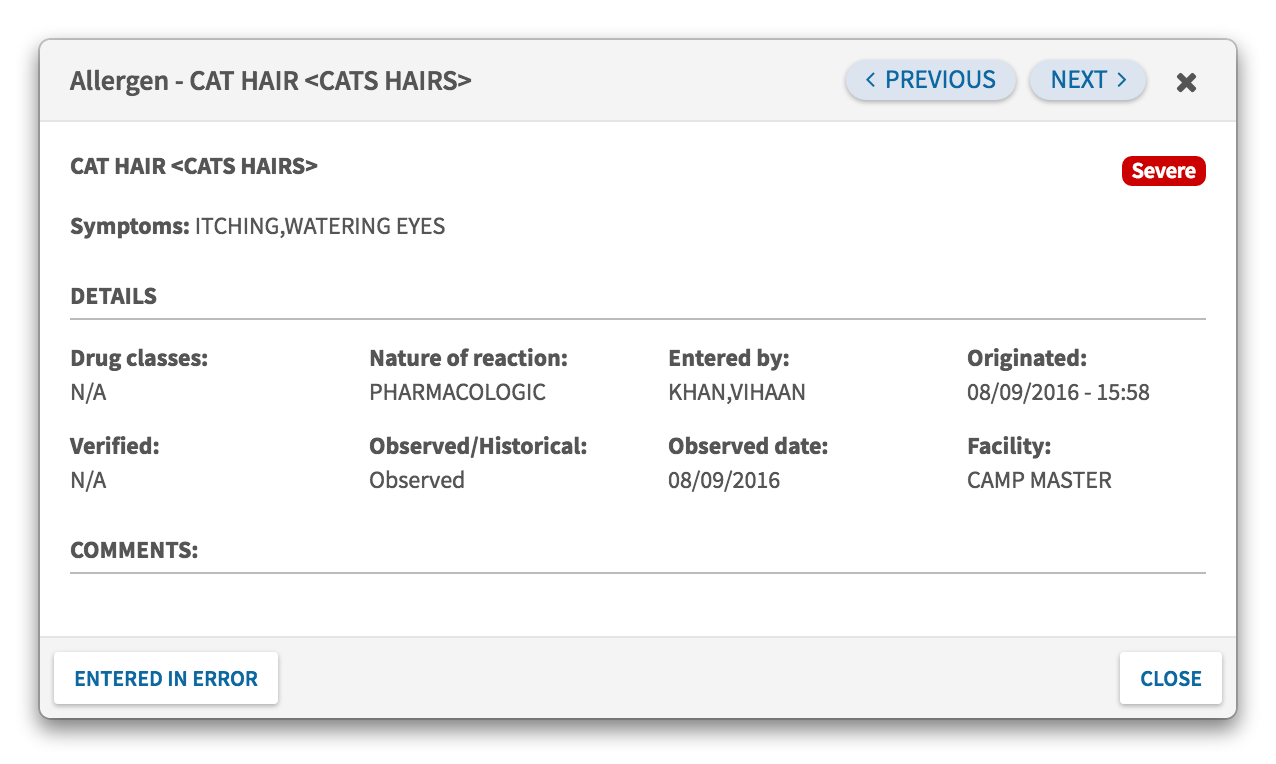 Allergen - CAT HAIR <CATS HAIRS>
< PREVIOUS
NEXT >
✖
CAT HAIR <CATS HAIRS>
Severe
Symptoms: ITCHING,WATERING EYES
DETAILS
Drug classes: Nature of reaction: Entered by: Originated:
N/A PHARMACOLOGIC KHAN,VIHAAN 08/09/2016 - 15:58
Verified: Observed/Historical: Observed date: Facility:
N/A Observed 08/09/2016 CAMP MASTER
COMMENTS:
ENTERED IN ERROR
CLOSE